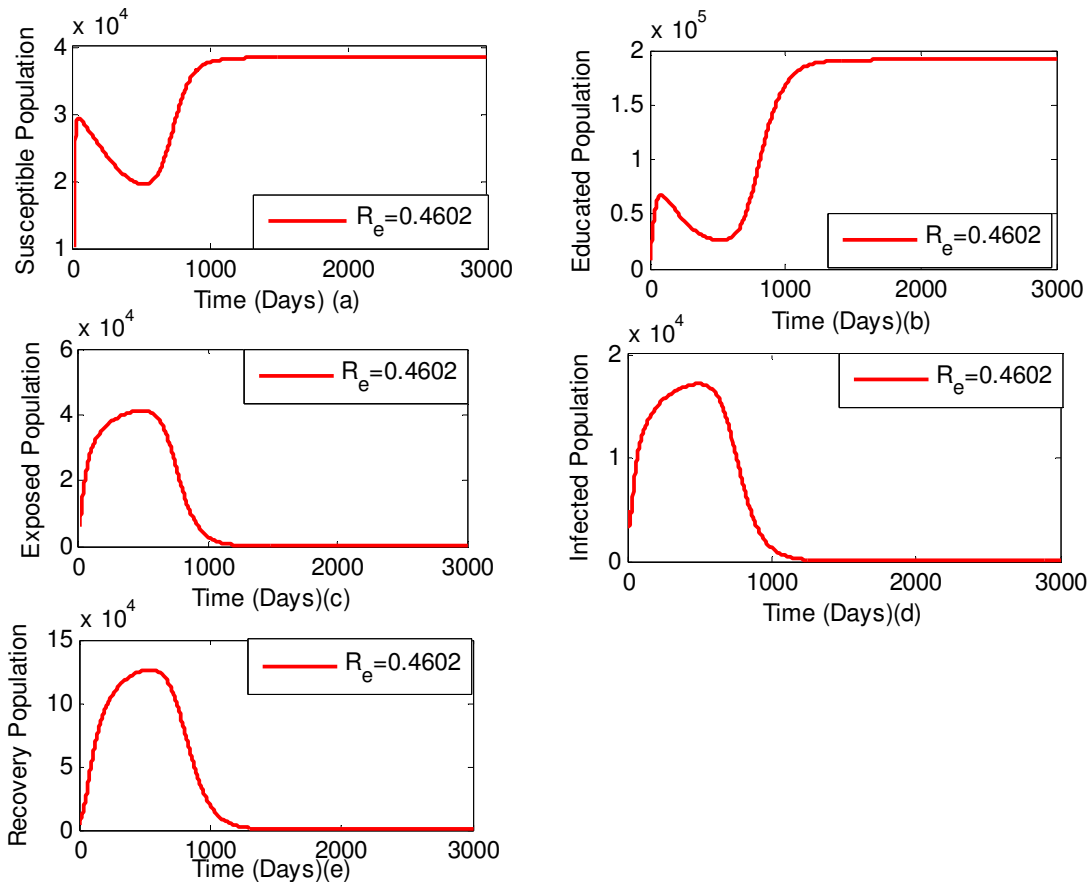 x 10^4
Susceptible Population
4
3
2
1
0 1000 2000 3000
Time (Days) (a)
R_e=0.4602
x 10^5
Educated Population
2
1.5
1
0.5
0
0 1000 2000 3000
Time (Days)(b)
R_e=0.4602
x 10^4
Exposed Population
6
4
2
0
0 1000 2000 3000
Time (Days)(c)
R_e=0.4602
x 10^4
Infected Population
2
1
0
0 1000 2000 3000
Time (Days)(d)
R_e=0.4602
x 10^4
Recovery Population
15
10
5
0
0 1000 2000 3000
Time (Days)(e)
R_e=0.4602